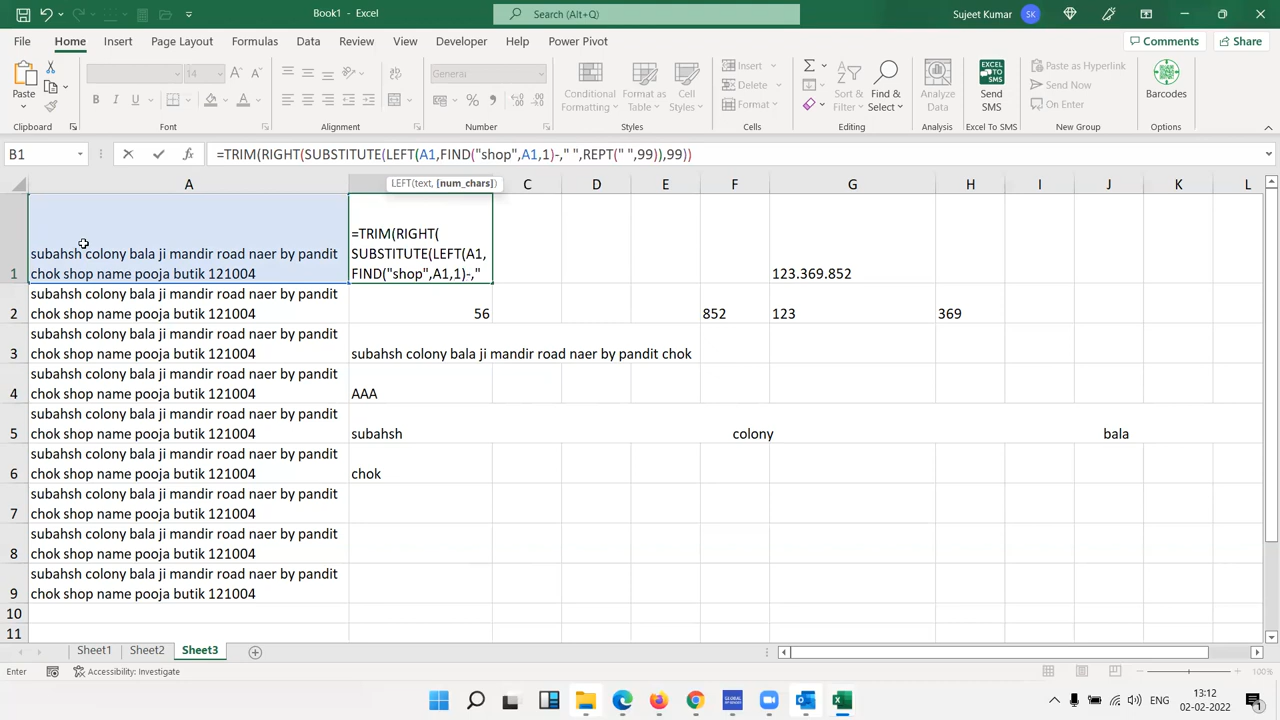 Book1 - Excel
Search (Alt+Q)
Sujeet Kumar
SK
File Home Insert Page Layout Formulas Data Review View Developer Help Power Pivot
Comments Share
Paste
14
General
Conditional Formatting
Format as Table
Cell Styles
Insert
Delete
Format
Sort & Filter
Find & Select
Analyze Data
Send SMS
Paste as Hyperlink
Send Now
On Enter
Barcodes
Clipboard Font Alignment Number Styles Cells Editing Analysis Excel To SMS New Group Options
B1
=TRIM(RIGHT(SUBSTITUTE(LEFT(A1,FIND("shop",A1,1)-," ",REPT(" ",99)),99))
LEFT(text, [num_chars])
A C D E F G H I J K L
=TRIM(RIGHT(
subahsh colony bala ji mandir road naer by pandit SUBSTITUTE(LEFT(A1,
1 chok shop name pooja butik 121004 FIND("shop",A1,1)-," 123.369.852
subahsh colony bala ji mandir road naer by pandit
2 chok shop name pooja butik 121004 56 852 123 369
subahsh colony bala ji mandir road naer by pandit
3 chok shop name pooja butik 121004 subahsh colony bala ji mandir road naer by pandit chok
subahsh colony bala ji mandir road naer by pandit
4 chok shop name pooja butik 121004 AAA
subahsh colony bala ji mandir road naer by pandit
5 chok shop name pooja butik 121004 subahsh colony bala
subahsh colony bala ji mandir road naer by pandit
6 chok shop name pooja butik 121004 chok
subahsh colony bala ji mandir road naer by pandit
7 chok shop name pooja butik 121004
subahsh colony bala ji mandir road naer by pandit
8 chok shop name pooja butik 121004
subahsh colony bala ji mandir road naer by pandit
9 chok shop name pooja butik 121004
10
11
Sheet1 Sheet2 Sheet3
Enter Accessibility: Investigate 100%
ENG 13:12
02-02-2022